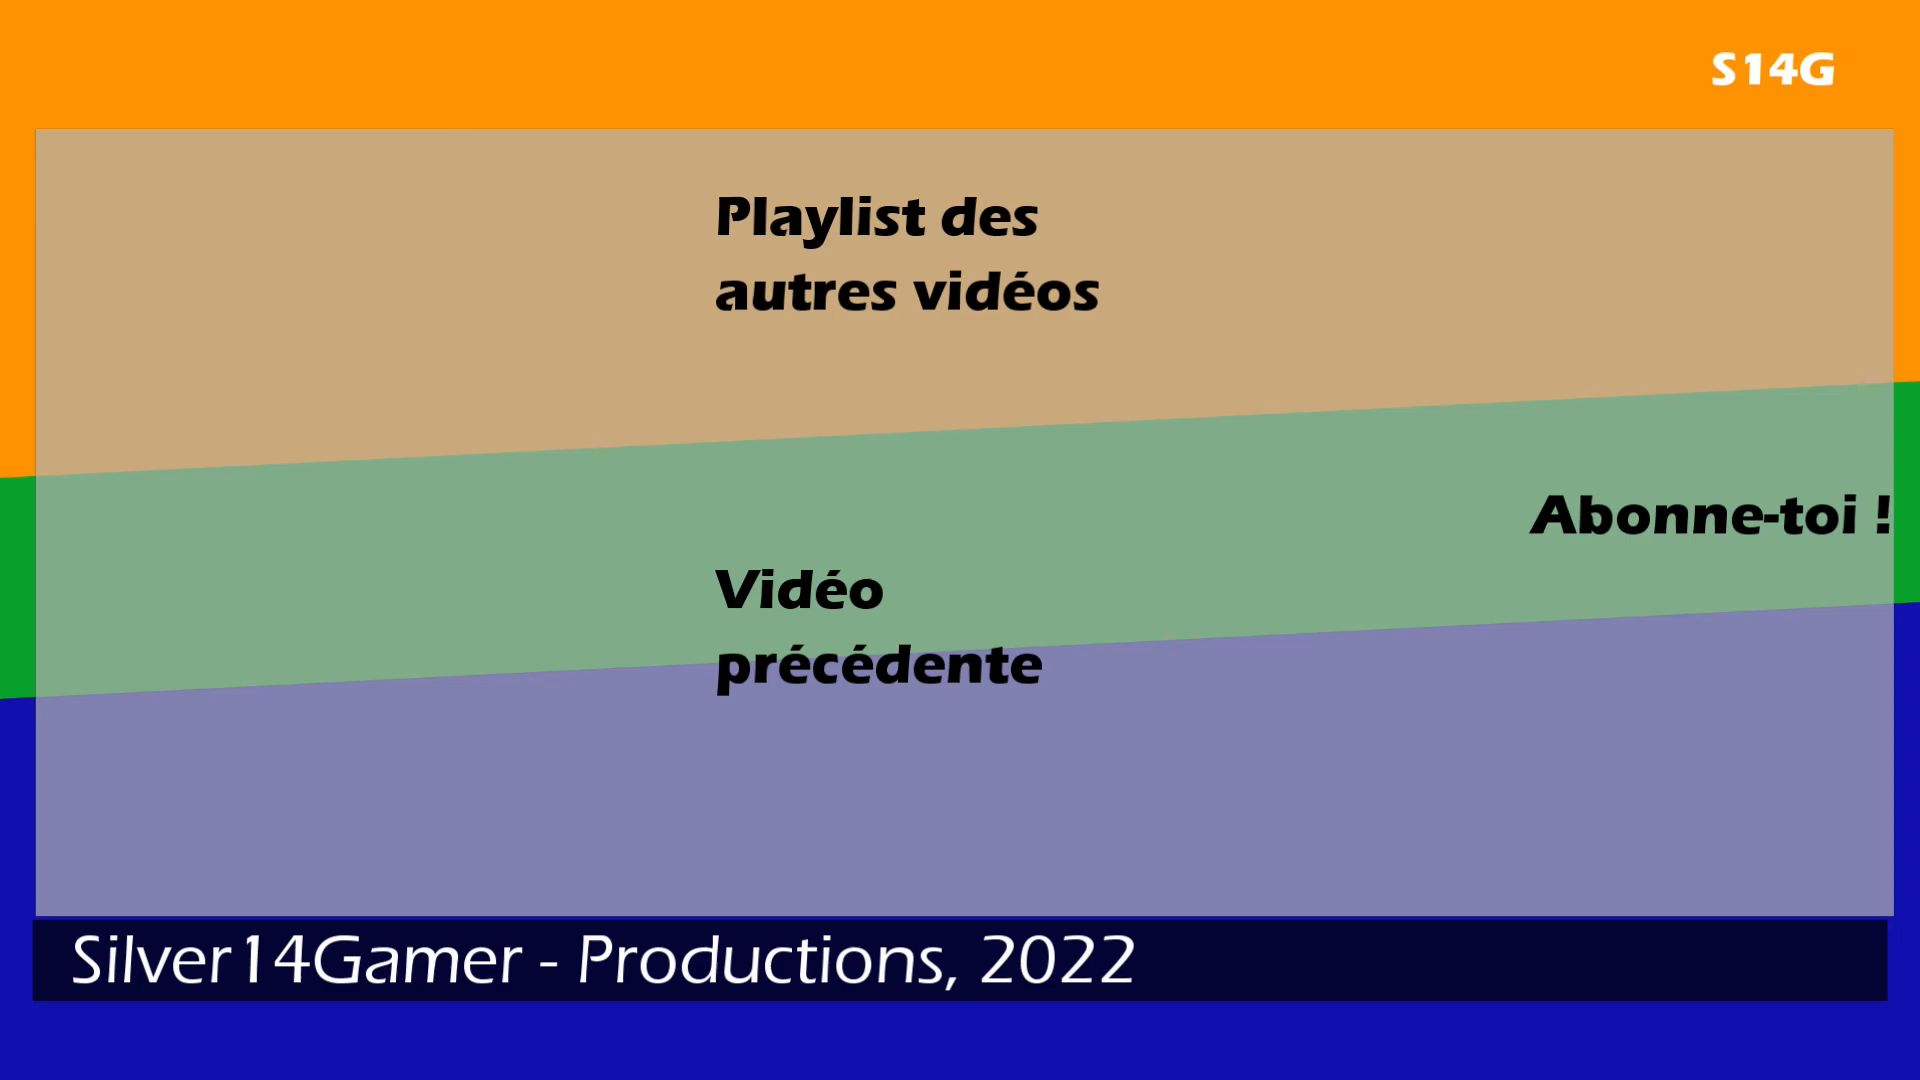 S14G
Playlist des
autres vidéos
Abonne-toi !
Vidéo
précédente
Silver14Gamer - Productions, 2022